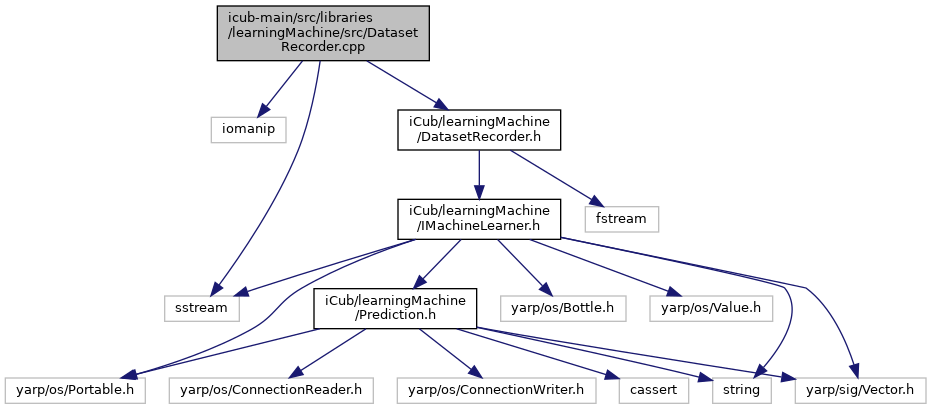 icub-main/src/libraries
/learningMachine/src/Dataset
Recorder.cpp
iomanip
iCub/learningMachine
/DatasetRecorder.h
iCub/learningMachine
/IMachineLearner.h
fstream
sstream
iCub/learningMachine
/Prediction.h
yarp/os/Bottle.h
yarp/os/Value.h
yarp/os/Portable.h
yarp/os/ConnectionReader.h
yarp/os/ConnectionWriter.h
cassert
string
yarp/sig/Vector.h